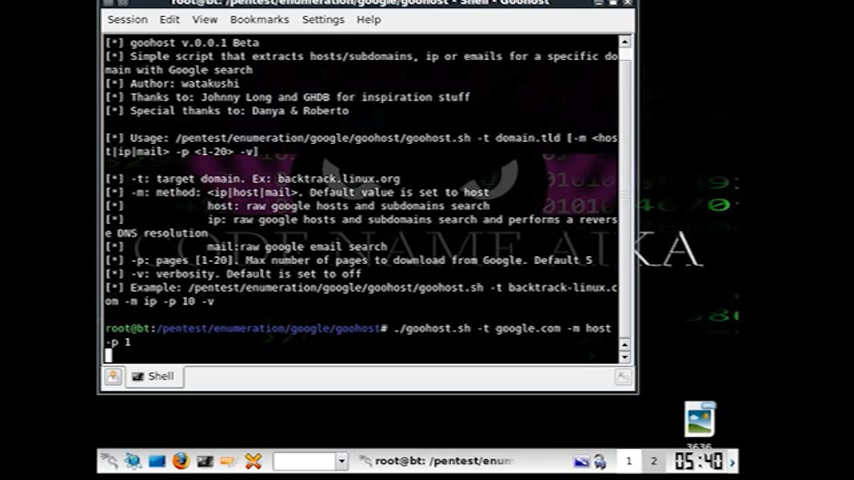 root@bt: /pentest/enumeration/google/goohost - Shell - Goohost
Session Edit View Bookmarks Settings Help
[*] goohost v.0.0.1 Beta
[*] Simple script that extracts hosts/subdomains, ip or emails for a specific do
main with Google search
[*] Author: watakushi
[*] Thanks to: Johnny Long and GHDB for inspiration stuff
[*] Special thanks to: Danya & Roberto
[*] Usage: /pentest/enumeration/google/goohost/goohost.sh -t domain.tld [-m <hos
t|ip|mail> -p <1-20> -v]
[*] -t: target domain. Ex: backtrack.linux.org
[*] -m: method: <ip|host|mail>. Default value is set to host
[*] host: raw google hosts and subdomains search
[*] ip: raw google hosts and subdomains search and performs a revers
e DNS resolution
[*] mail:raw google email search
[*] -p: pages [1-20]. Max number of pages to download from Google. Default 5
[*] -v: verbosity. Default is set to off
[*] Example: /pentest/enumeration/google/goohost/goohost.sh -t backtrack-linux.c
om -m ip -p 10 -v
root@bt:/pentest/enumeration/google/goohost# ./goohost.sh -t google.com -m host
-p 1
CODE NAME AIKA
Shell
3636
root@bt: /pentest/enum
1 2 05:40